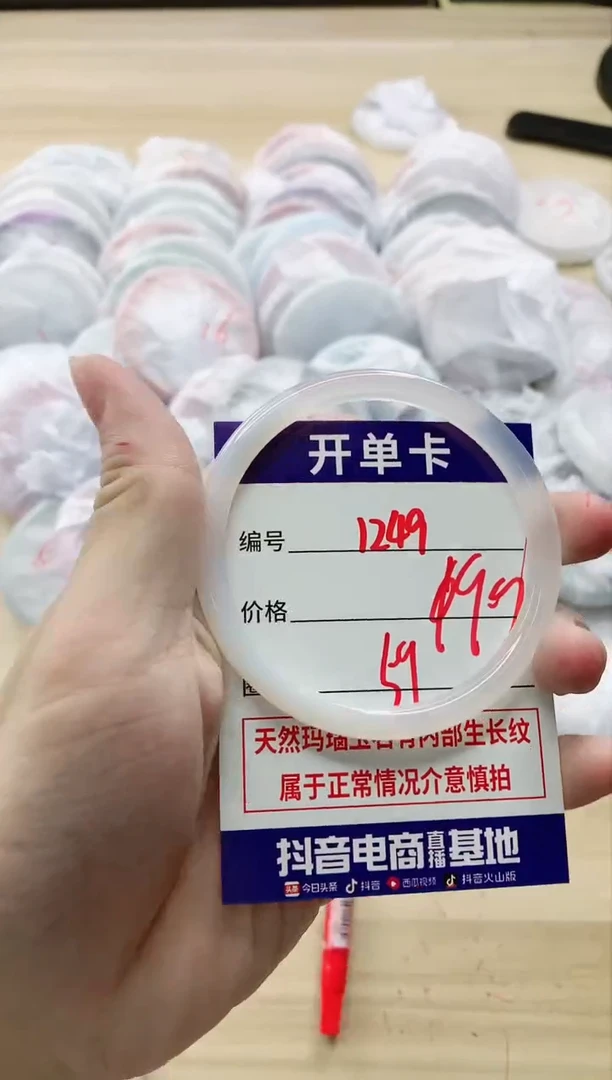 开单卡
编号 1249
价格
59
天然玛瑙玉石有内部生长纹
属于正常情况介意慎拍
抖音电商直播基地
头条 今日头条 抖音 西瓜视频 抖音火山版